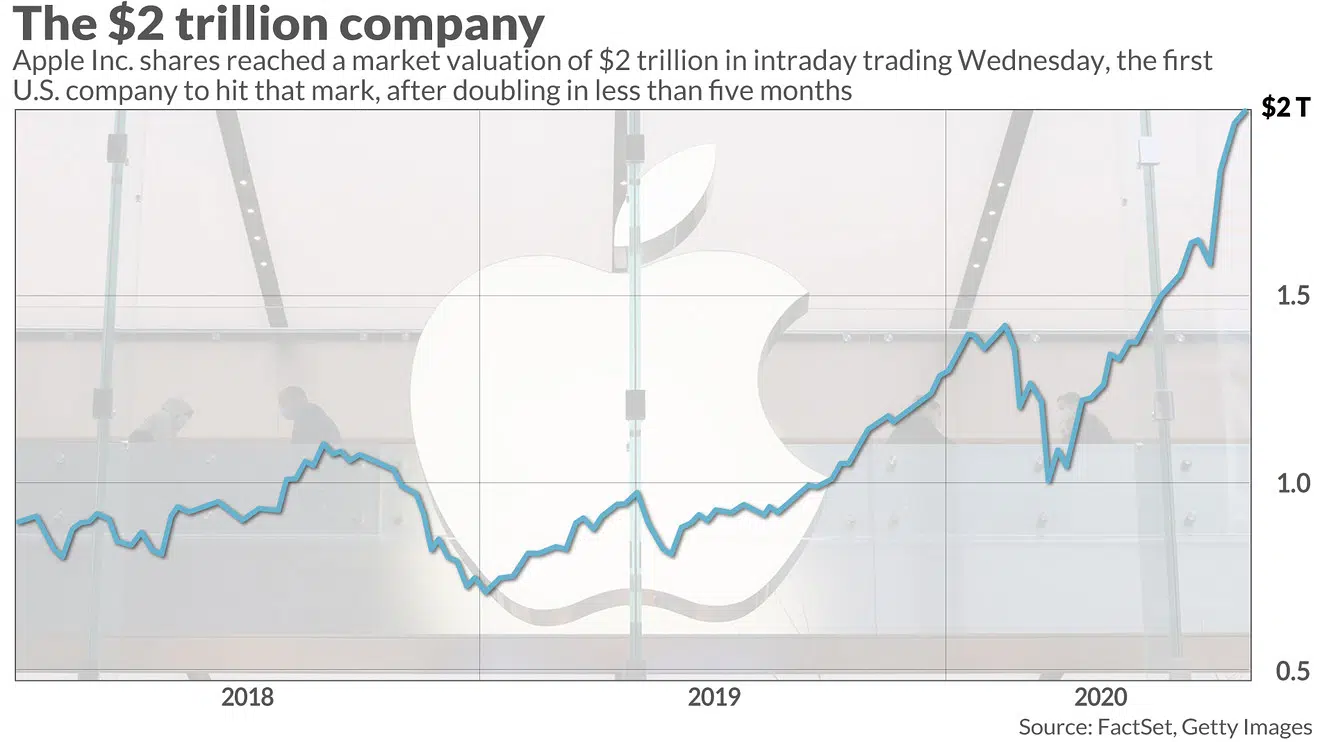 The $2 trillion company
Apple Inc. shares reached a market valuation of $2 trillion in intraday trading Wednesday, the first
U.S. company to hit that mark, after doubling in less than five months
$2 T
1.5
1.0
0.5
2018 2019 2020
Source: FactSet, Getty Images